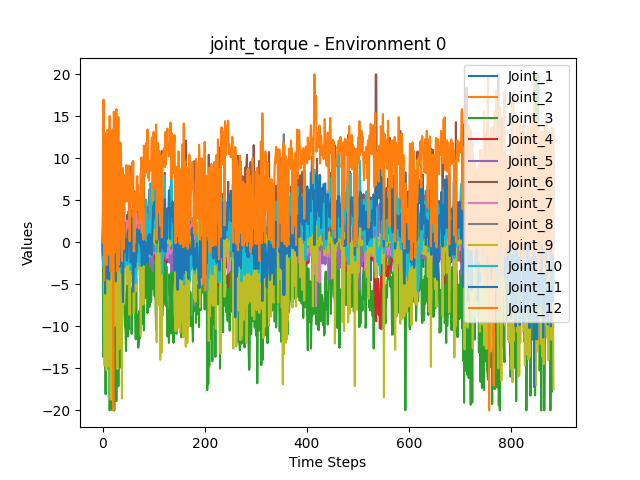 joint_torque - Environment 0
Values
20
15
10
5
0
−5
−10
−15
−20
0
200
400
600
800
Time Steps
Joint_1
Joint_2
Joint_3
Joint_4
Joint_5
Joint_6
Joint_7
Joint_8
Joint_9
Joint_10
Joint_11
Joint_12